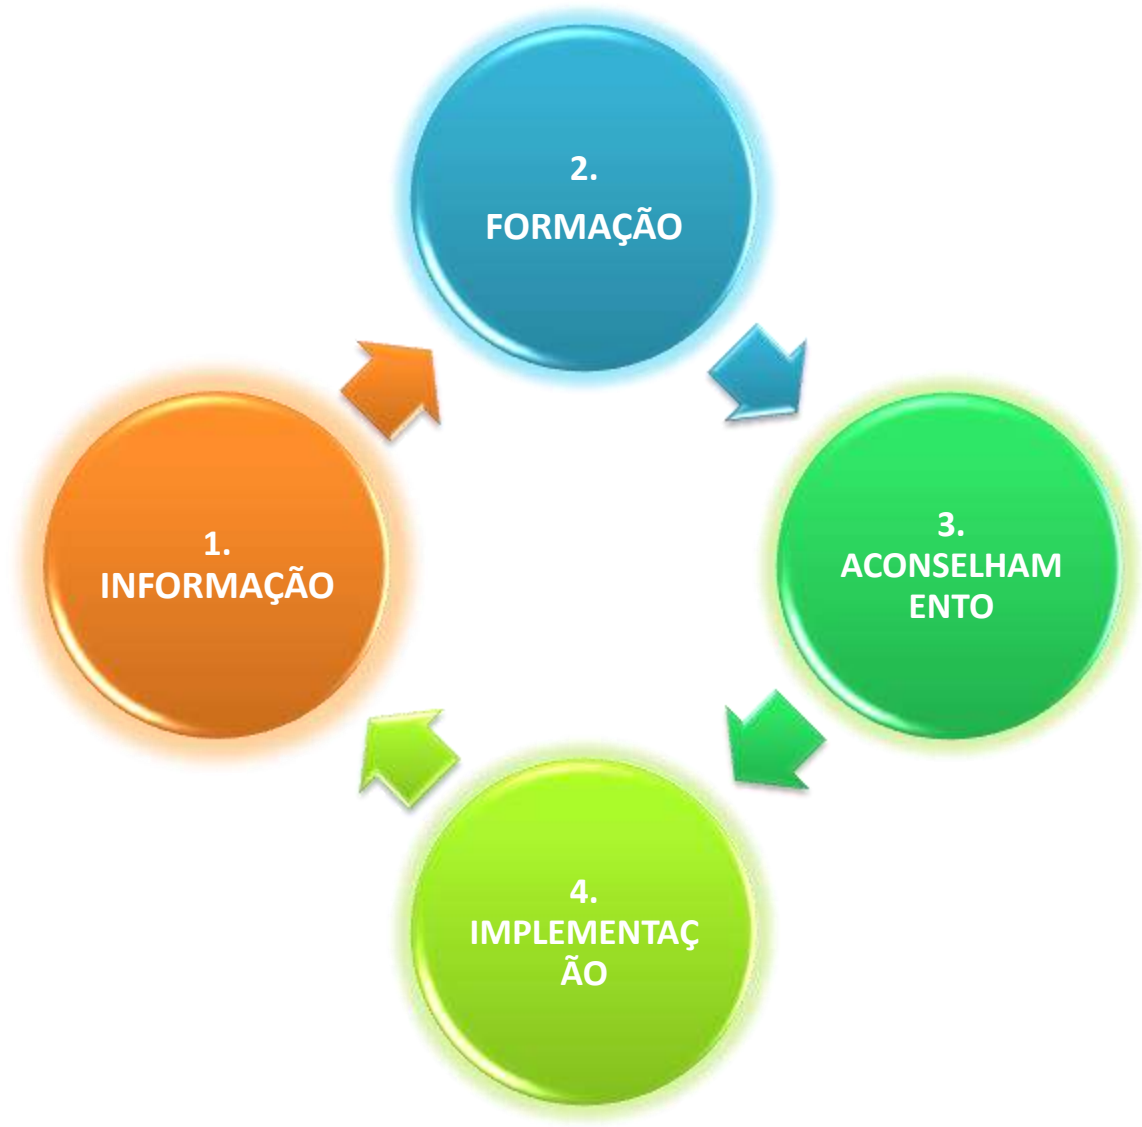 2.
FORMAÇÃO
1.
INFORMAÇÃO
3.
ACONSELHAM
ENTO
4.
IMPLEMENTAÇ
ÃO